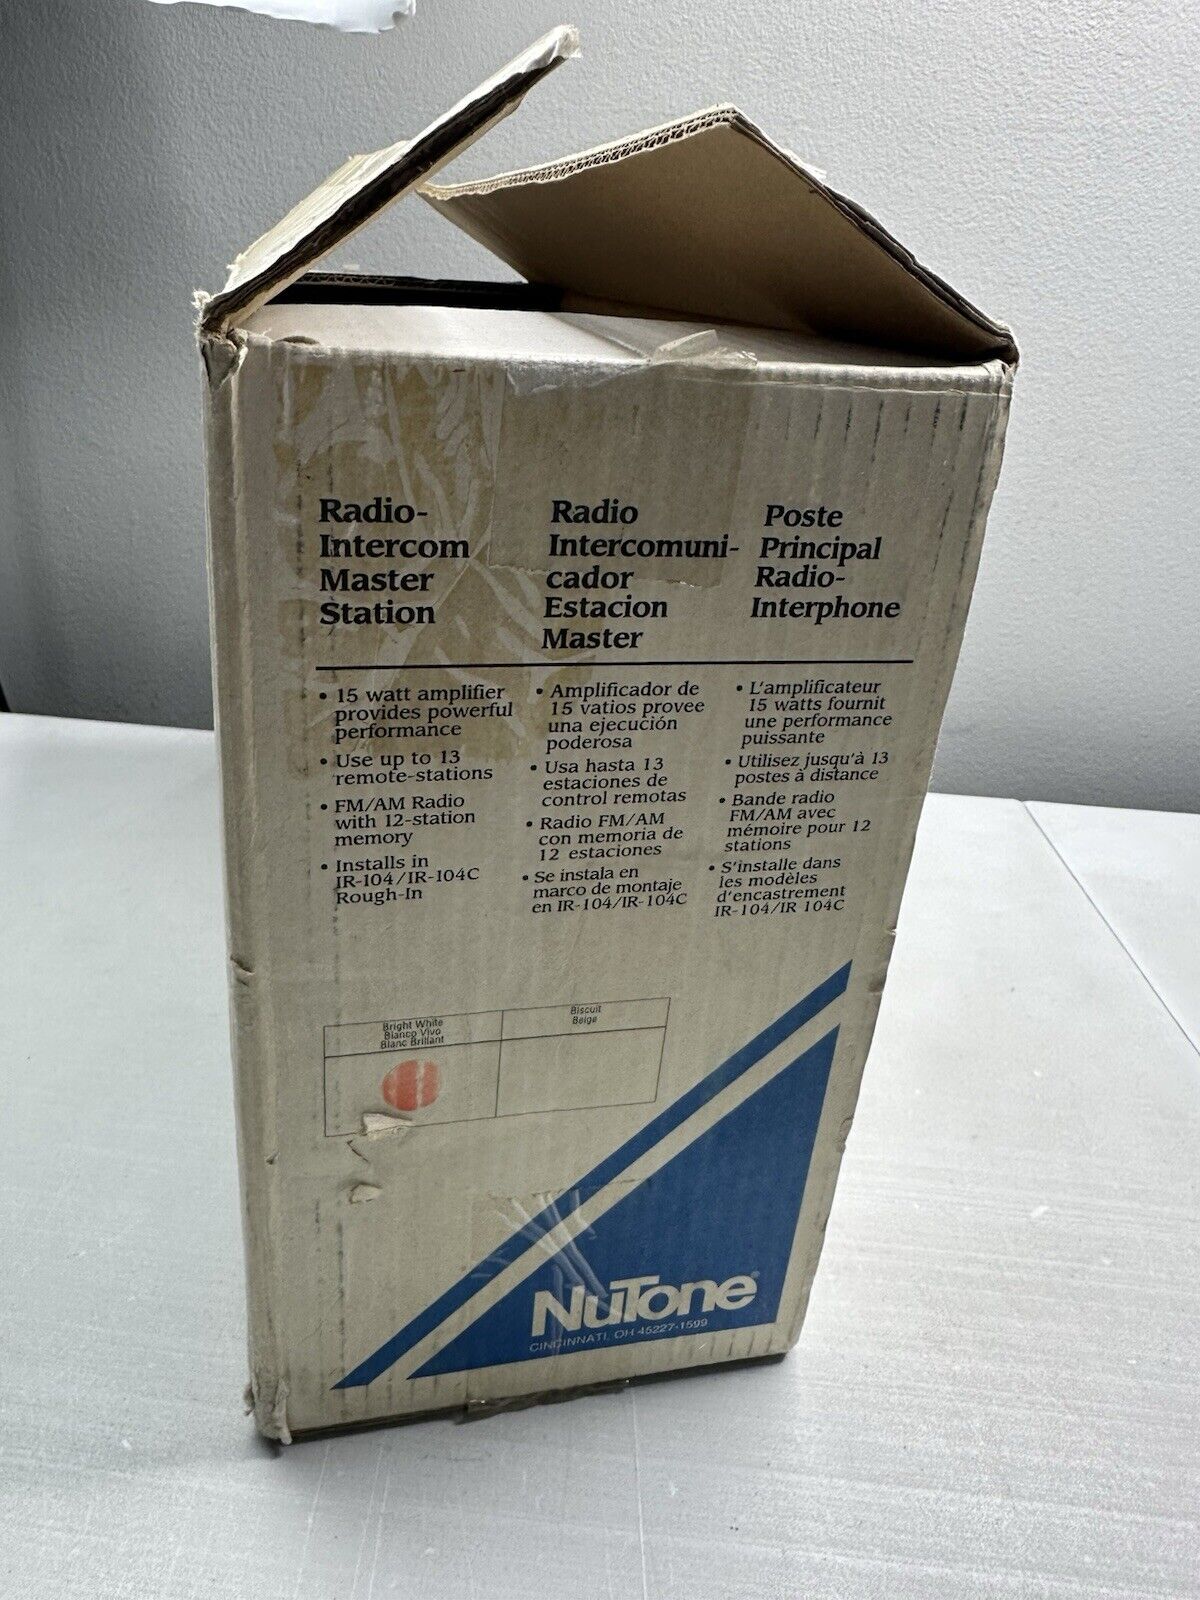 Radio-
Intercom
Master
Station
Radio
Intercomuni-
cador
Estacion
Master
Poste
Principal
Radio-
Interphone
• 15 watt amplifier
provides powerful
performance
• Use up to 13
remote-stations
• FM/AM Radio
with 12-station
memory
• Installs in
IR-104/IR-104C
Rough-In
• Amplificador de
15 vatios provee
una ejecución
poderosa
• Usa hasta 13
estaciones de
control remotas
• Radio FM/AM
con memoria de
12 estaciones
• Se instala en
marco de montaje
en IR-104/IR-104C
• L'amplificateur
15 watts fournit
une performance
puissante
• Utilisez jusqu'à 13
postes à distance
• Bande radio
FM/AM avec
mémoire pour 12
stations
• S'installe dans
les modèles
d'encastrement
IR-104/IR 104C
Bright White
Blanco Vivo
Blanc Brillant
Biscuit
Beige
NuTone®
CINCINNATI, OH 45227-1599